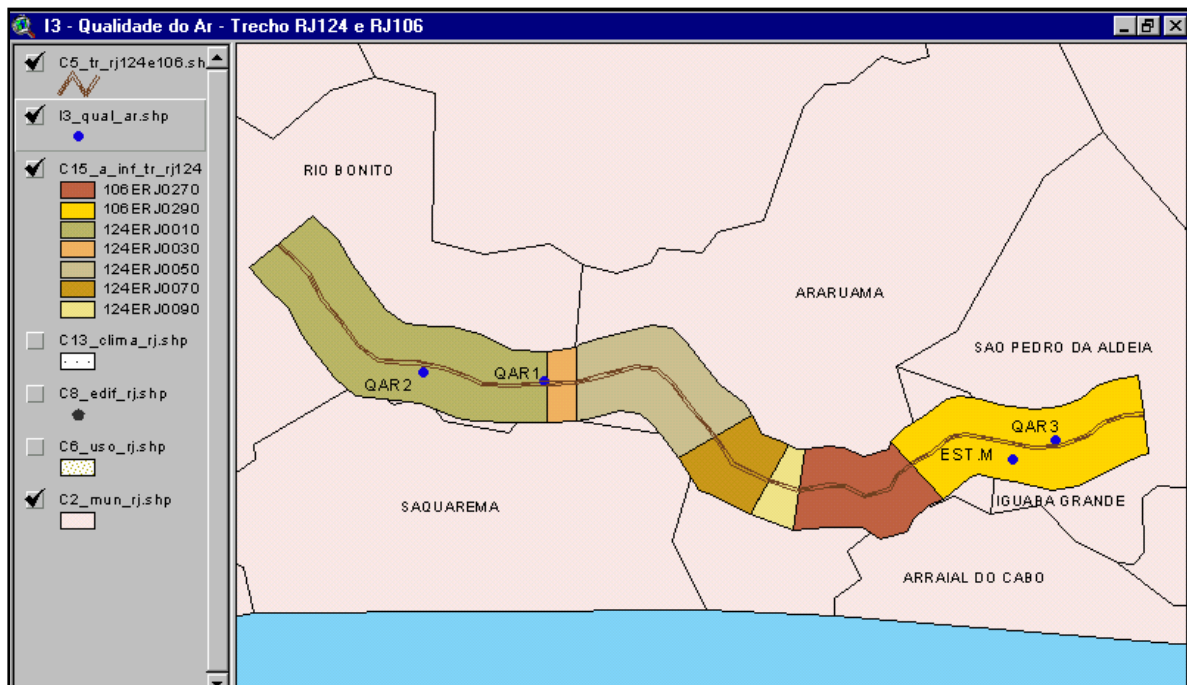 I3 - Qualidade do Ar - Trecho RJ124 e RJ106
C5_tr_rj124e106.sh
I3_qual_ar.shp
C15_a_inf_tr_rj124
106ERJ0270
106ERJ0290
124ERJ0010
124ERJ0030
124ERJ0050
124ERJ0070
124ERJ0090
C13_clima_rj.shp
C8_edif_rj.shp
C6_uso_rj.shp
C2_mun_rj.shp
RIO BONITO
ARARUAMA
SAO PEDRO DA ALDEIA
QAR1
QAR2
QAR3
EST.M
IGUABA GRANDE
SAQUAREMA
ARRAIAL DO CABO